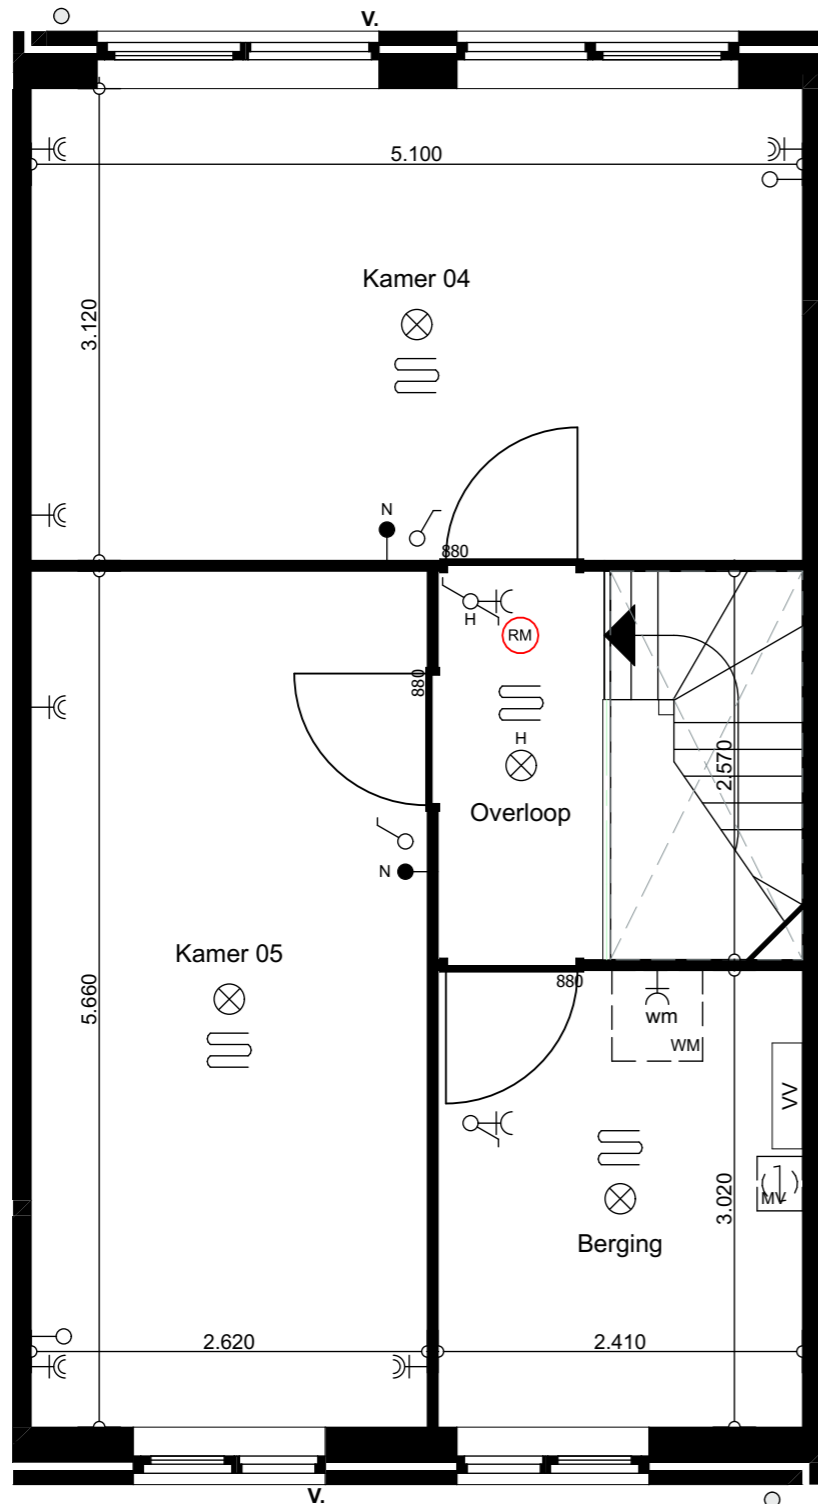 V.
5.100
Kamer 04
3.120
N
880
H
RM
880
H
2.570
Overloop
N
Kamer 05
880
5.660
wm
WM
VV
MV
3.020
Berging
2.620
2.410
V.